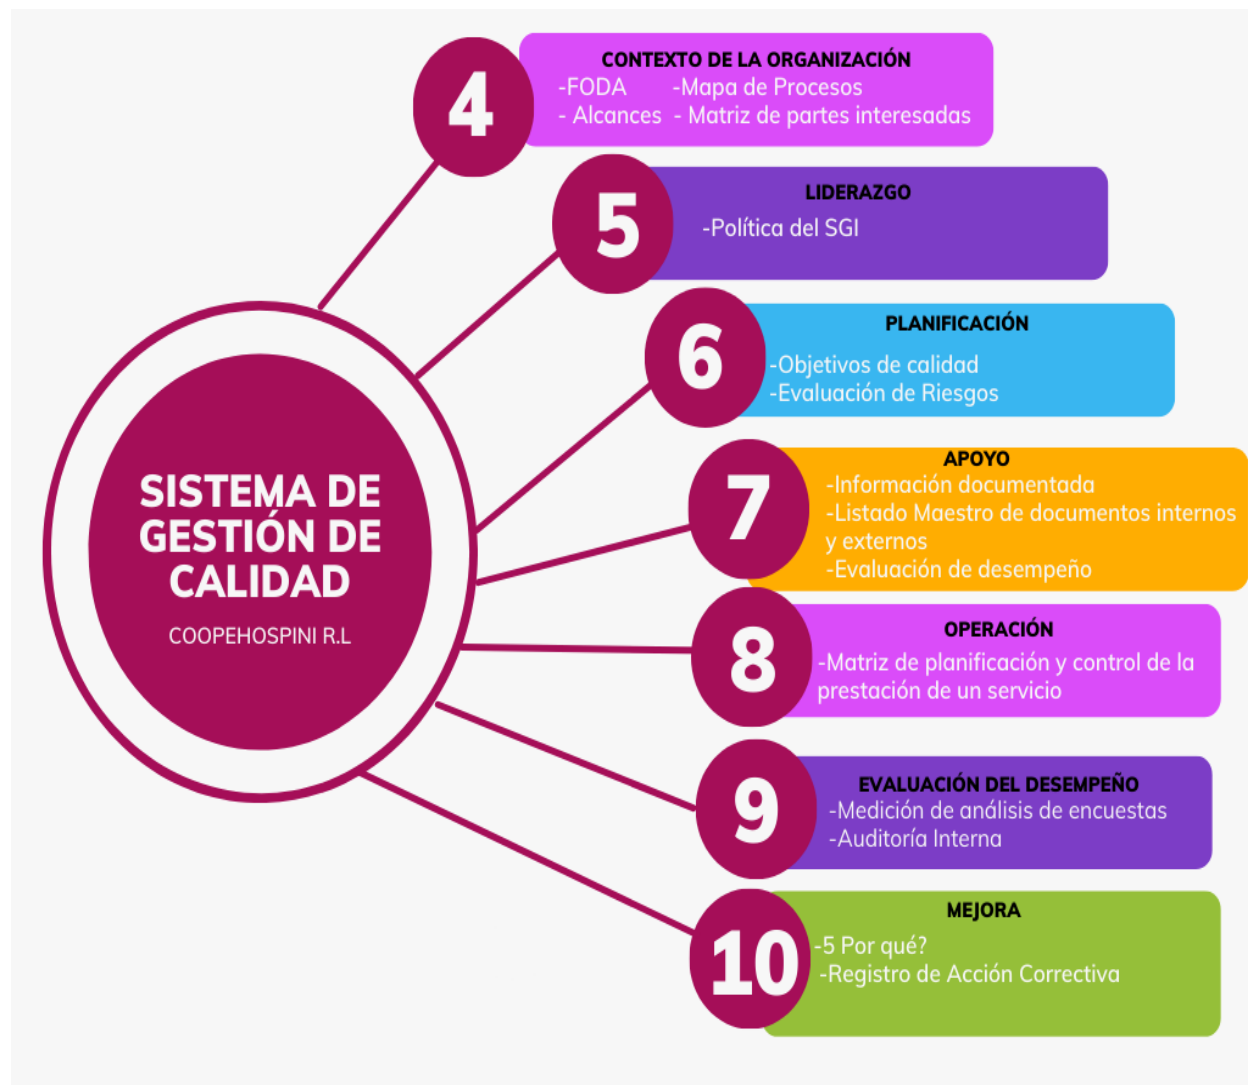 4
CONTEXTO DE LA ORGANIZACIÓN
-FODA -Mapa de Procesos
- Alcances - Matriz de partes interesadas
5
LIDERAZGO
-Política del SGI
6
PLANIFICACIÓN
-Objetivos de calidad
-Evaluación de Riesgos
SISTEMA DE
GESTIÓN DE
CALIDAD
COOPEHOSPINI R.L
7
APOYO
-Información documentada
-Listado Maestro de documentos internos
y externos
-Evaluación de desempeño
8
OPERACIÓN
-Matriz de planificación y control de la
prestación de un servicio
9
EVALUACIÓN DEL DESEMPEÑO
-Medición de análisis de encuestas
-Auditoría Interna
10
MEJORA
-5 Por qué?
-Registro de Acción Correctiva